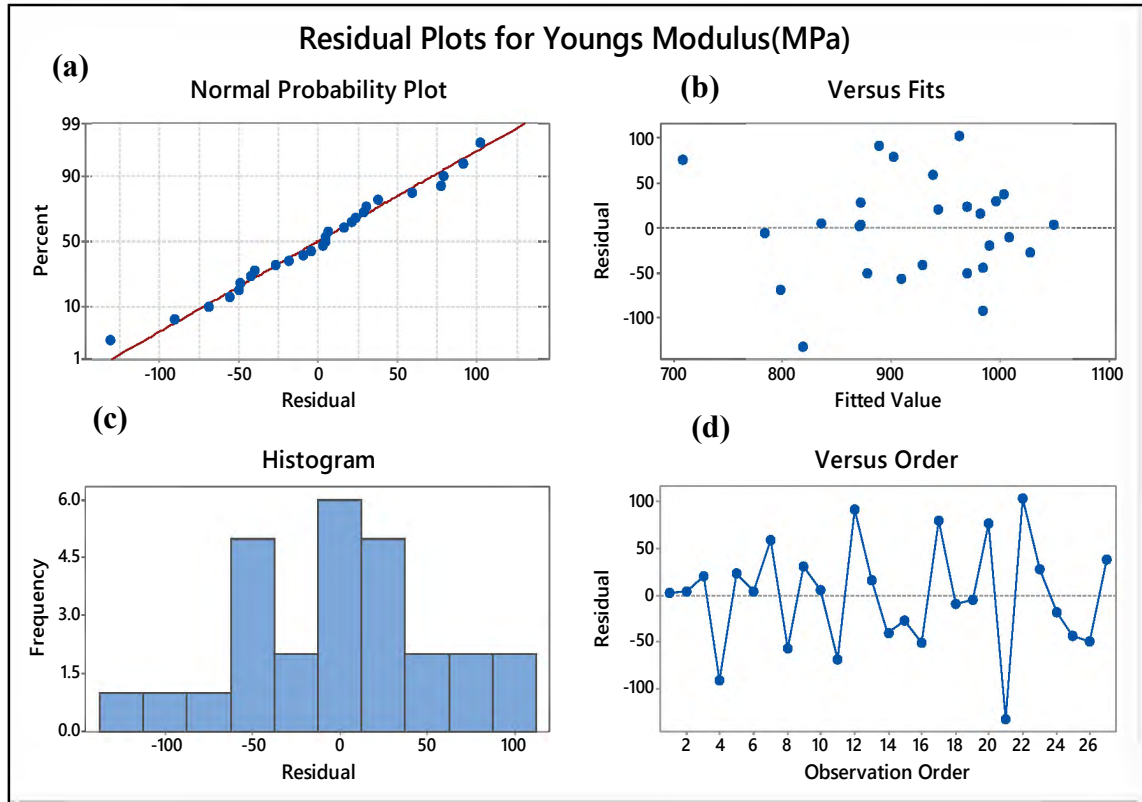 Residual Plots for Youngs Modulus(MPa)
(a)
Normal Probability Plot
99
90
50
10
1
Percent
-100 -50 0 50 100
Residual
(b)
Versus Fits
100
50
0
-50
-100
Residual
700 800 900 1000 1100
Fitted Value
(c)
Histogram
6.0
4.5
3.0
1.5
0.0
Frequency
-100 -50 0 50 100
Residual
(d)
Versus Order
100
50
0
-50
-100
Residual
2 4 6 8 10 12 14 16 18 20 22 24 26
Observation Order